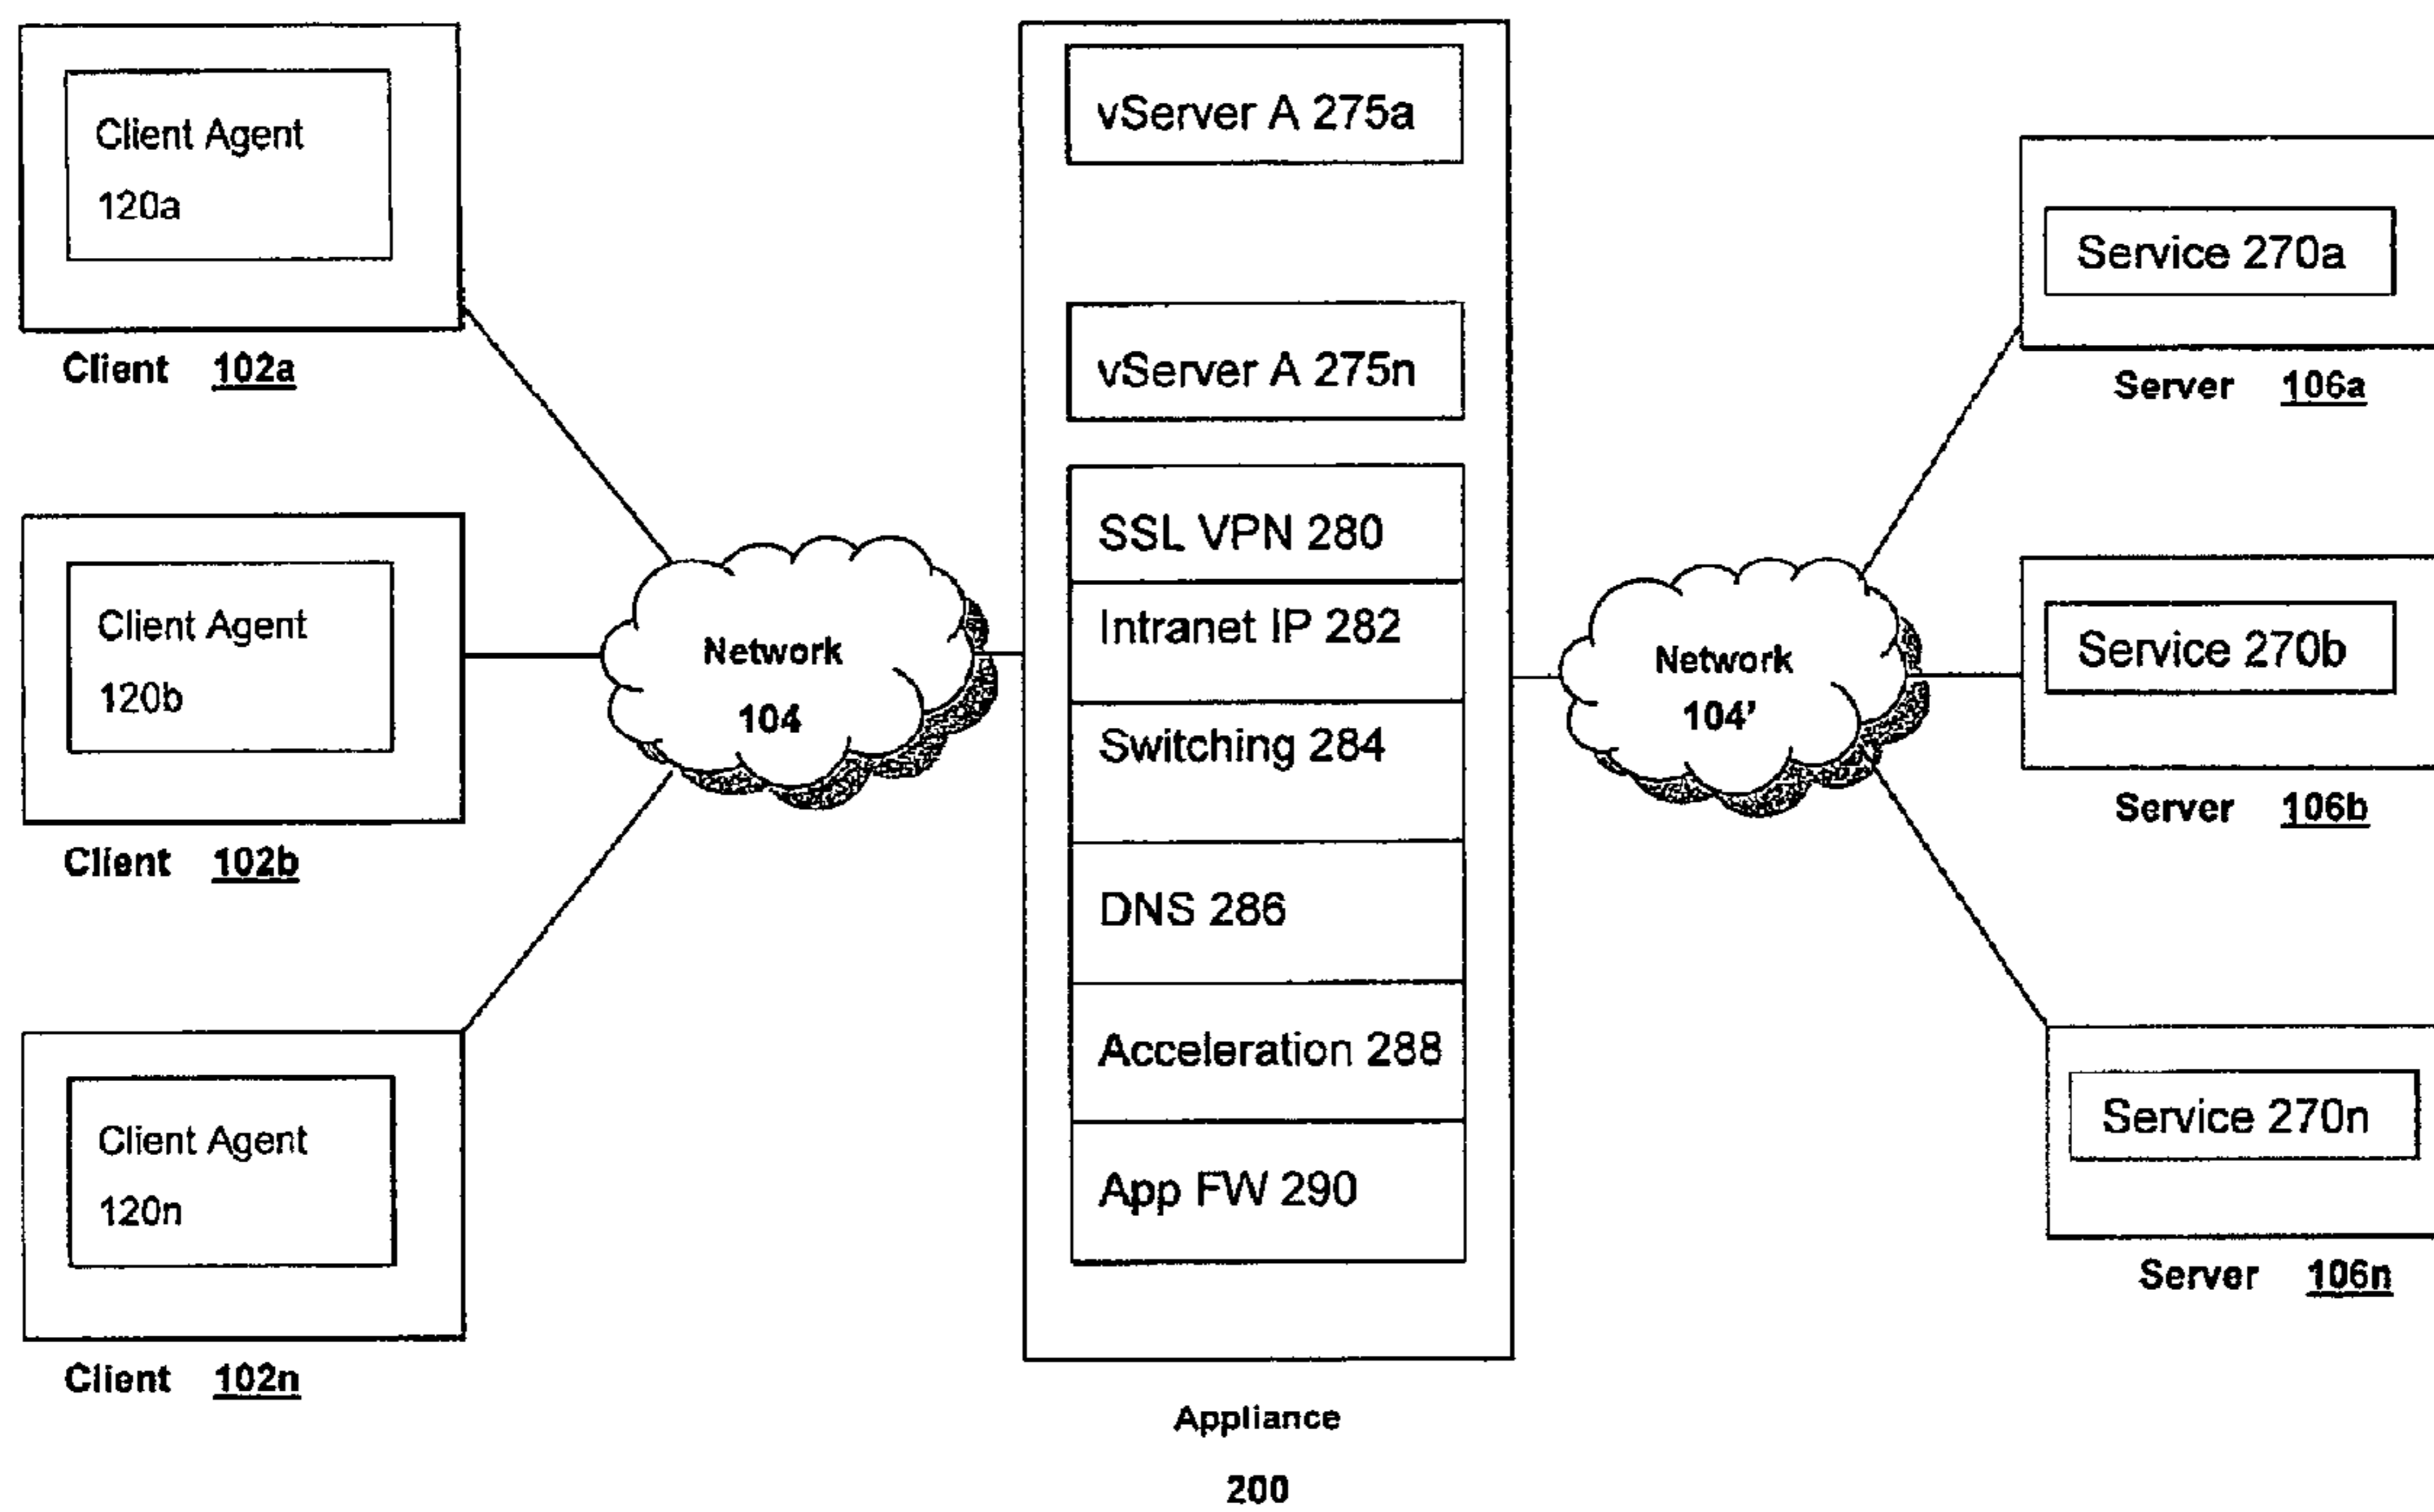 Client Agent
120a
Client 102a
Client Agent
120b
Client 102b
Client Agent
120n
Client 102n
Network
104
vServer A 275a
vServer A 275n
SSL VPN 280
Intranet IP 282
Switching 284
DNS 286
Acceleration 288
App FW 290
Appliance
200
Network
104'
Service 270a
Server 106a
Service 270b
Server 106b
Service 270n
Server 106n